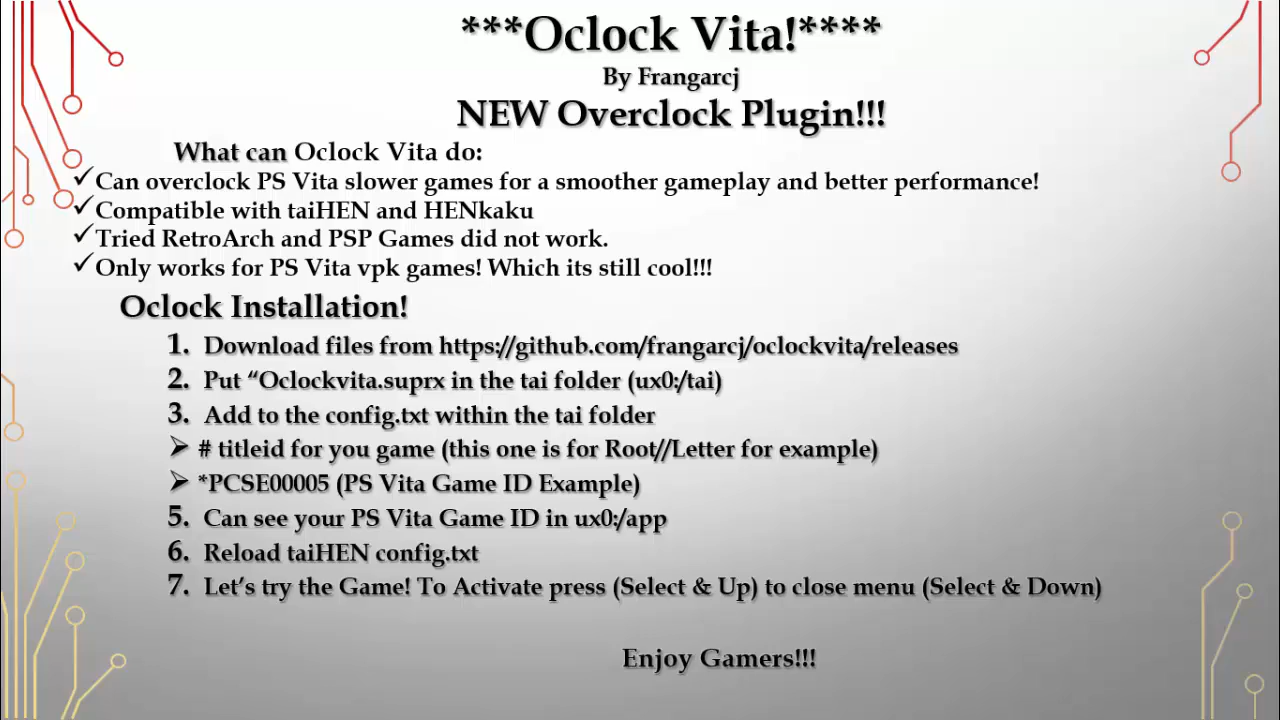 ***Oclock Vita!****
By Frangarcj
NEW Overclock Plugin!!!
What can Oclock Vita do:
✓Can overclock PS Vita slower games for a smoother gameplay and better performance!
✓Compatible with taiHEN and HENkaku
✓Tried RetroArch and PSP Games did not work.
✓Only works for PS Vita vpk games! Which its still cool!!!
Oclock Installation!
1. Download files from https://github.com/frangarcj/oclockvita/releases
2. Put “Oclockvita.suprx in the tai folder (ux0:/tai)
3. Add to the config.txt within the tai folder
➢ # titleid for you game (this one is for Root//Letter for example)
➢ *PCSE00005 (PS Vita Game ID Example)
5. Can see your PS Vita Game ID in ux0:/app
6. Reload taiHEN config.txt
7. Let’s try the Game! To Activate press (Select & Up) to close menu (Select & Down)
Enjoy Gamers!!!